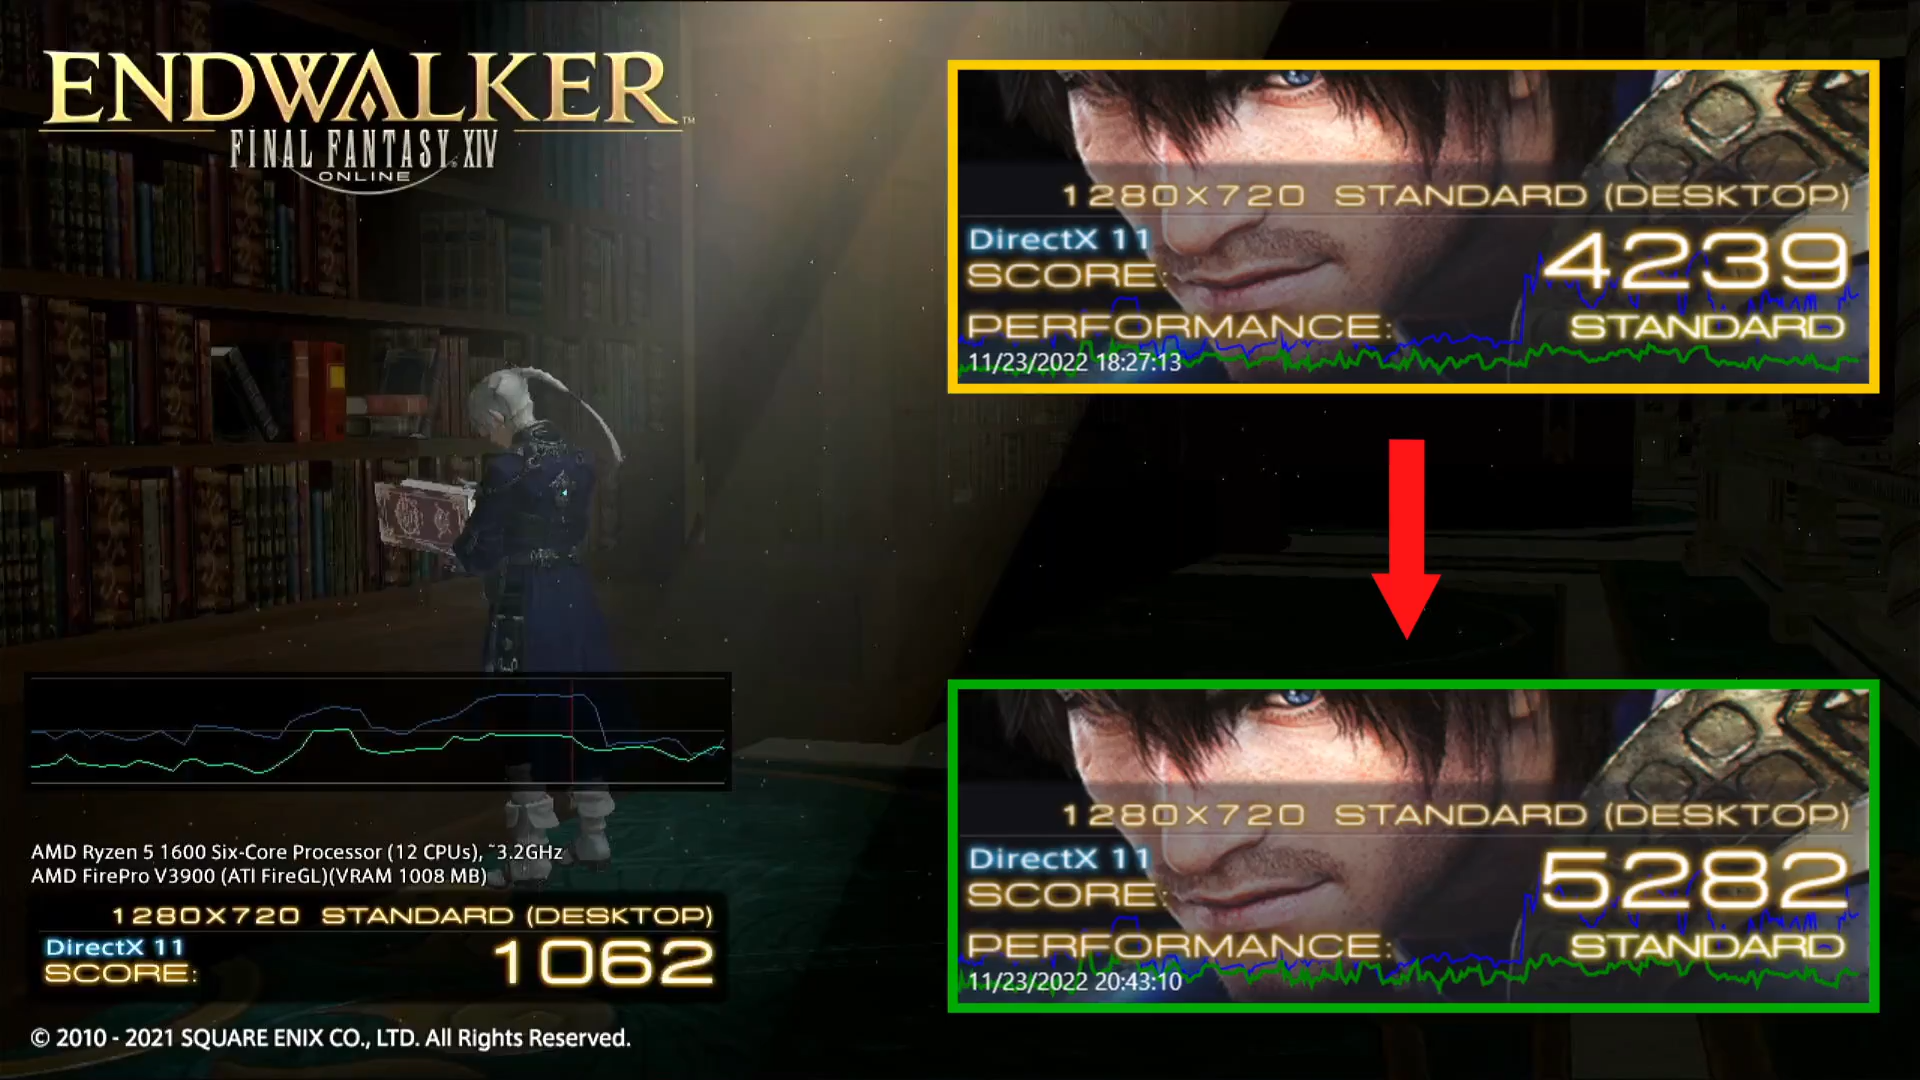 ENDWALKER™
FINAL FANTASY XIV
ONLINE
1280X720 STANDARD (DESKTOP)
DirectX 11
SCORE: 4239
PERFORMANCE: STANDARD
11/23/2022 18:27:13
1280X720 STANDARD (DESKTOP)
DirectX 11
SCORE: 5282
PERFORMANCE: STANDARD
11/23/2022 20:43:10
AMD Ryzen 5 1600 Six-Core Processor (12 CPUs), ~3.2GHz
AMD FirePro V3900 (ATI FireGL)(VRAM 1008 MB)
1280X720 STANDARD (DESKTOP)
DirectX 11
SCORE: 1062
© 2010 - 2021 SQUARE ENIX CO., LTD. All Rights Reserved.